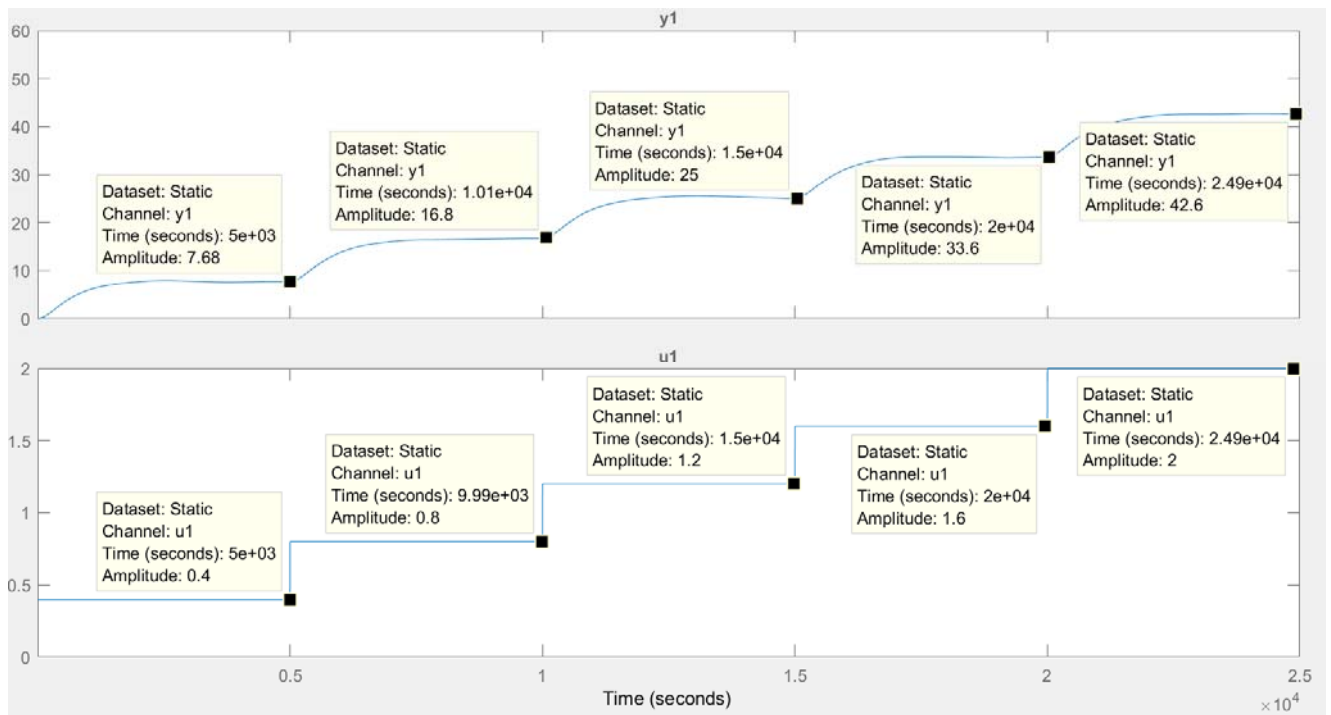 y1
60
50
40
30
20
10
0
Dataset: Static
Channel: y1
Time (seconds): 5e+03
Amplitude: 7.68
Dataset: Static
Channel: y1
Time (seconds): 1.01e+04
Amplitude: 16.8
Dataset: Static
Channel: y1
Time (seconds): 1.5e+04
Amplitude: 25
Dataset: Static
Channel: y1
Time (seconds): 2e+04
Amplitude: 33.6
Dataset: Static
Channel: y1
Time (seconds): 2.49e+04
Amplitude: 42.6
u1
2
1.5
1
0.5
0
Dataset: Static
Channel: u1
Time (seconds): 5e+03
Amplitude: 0.4
Dataset: Static
Channel: u1
Time (seconds): 9.99e+03
Amplitude: 0.8
Dataset: Static
Channel: u1
Time (seconds): 1.5e+04
Amplitude: 1.2
Dataset: Static
Channel: u1
Time (seconds): 2e+04
Amplitude: 1.6
Dataset: Static
Channel: u1
Time (seconds): 2.49e+04
Amplitude: 2
0.5 1 1.5 2 2.5
Time (seconds)
×10⁴